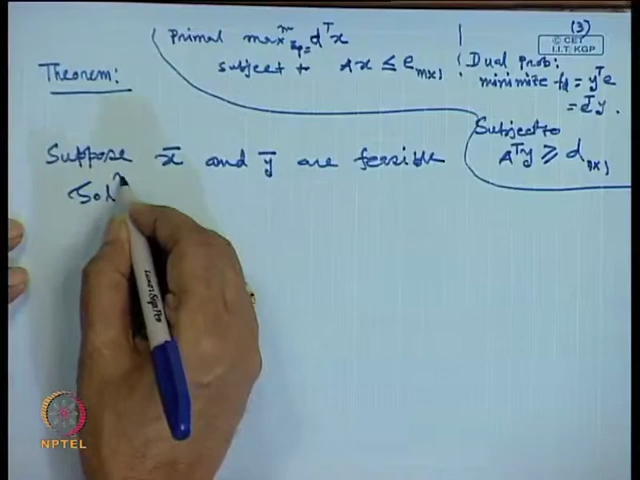 (3)
© CET
I.I.T. KGP
Primal max f_p = d^T x
subject to Ax ≤ e_{m×1}
Dual prob:
minimize f_d = y^T e
= e^T y.
Subject to
A^T y ≥ d_{n×1}
Theorem:
Suppose x̄ and ȳ are feasible
Sol^n
NPTEL